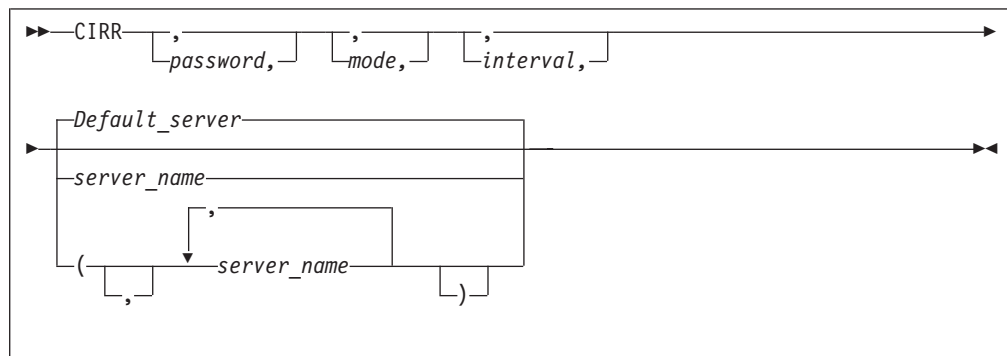 CIRR , , ,
password, mode, interval,
Default_server
server_name
,
( server_name
, )